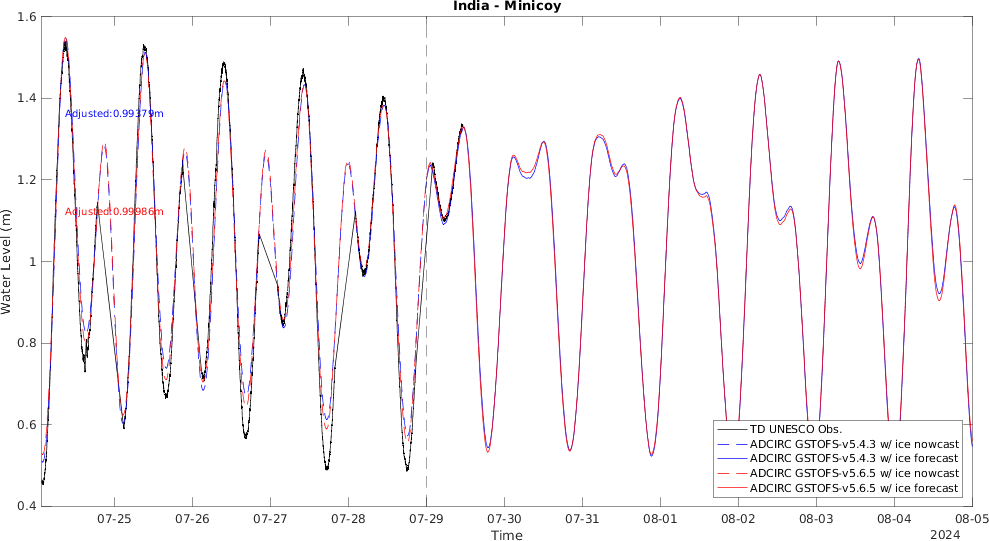 India - Minicoy
1.6
1.4
1.2
1
0.8
0.6
0.4
Water Level (m)
Adjusted:0.99379m
Adjusted:0.99986m
TD UNESCO Obs.
ADCIRC GSTOFS-v5.4.3 w/ ice nowcast
ADCIRC GSTOFS-v5.4.3 w/ ice forecast
ADCIRC GSTOFS-v5.6.5 w/ ice nowcast
ADCIRC GSTOFS-v5.6.5 w/ ice forecast
07-25 07-26 07-27 07-28 07-29 07-30 07-31 08-01 08-02 08-03 08-04 08-05
Time
2024